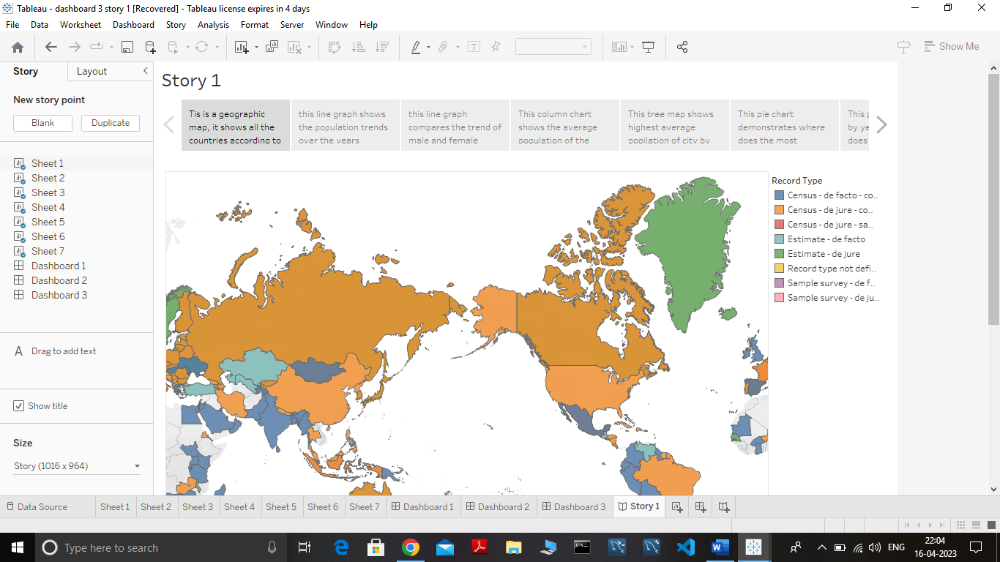 Tableau - dashboard 3 story 1 [Recovered] - Tableau license expires in 4 days
File Data Worksheet Dashboard Story Analysis Format Server Window Help
Show Me
Story Layout
New story point
Blank Duplicate
Sheet 1
Sheet 2
Sheet 3
Sheet 4
Sheet 5
Sheet 6
Sheet 7
Dashboard 1
Dashboard 2
Dashboard 3
A Drag to add text
Show title
Size
Story (1016 x 964)
Story 1
Tis is a geographic
map, it shows all the
countries according to
this line graph shows
the population trends
over the years
this line graph
compares the trend of
male and female
This column chart
shows the average
population of the
This tree map shows
highest average
popilation of city by
This pie chart
demonstrates where
does the most
This p
by ye
does
Record Type
Census - de facto - co..
Census - de jure - co..
Census - de jure - sa..
Estimate - de facto
Estimate - de jure
Record type not defi..
Sample survey - de f..
Sample survey - de ju..
Data Source Sheet 1 Sheet 2 Sheet 3 Sheet 4 Sheet 5 Sheet 6 Sheet 7 Dashboard 1 Dashboard 2 Dashboard 3 Story 1
Type here to search
ENG
22:04
16-04-2023